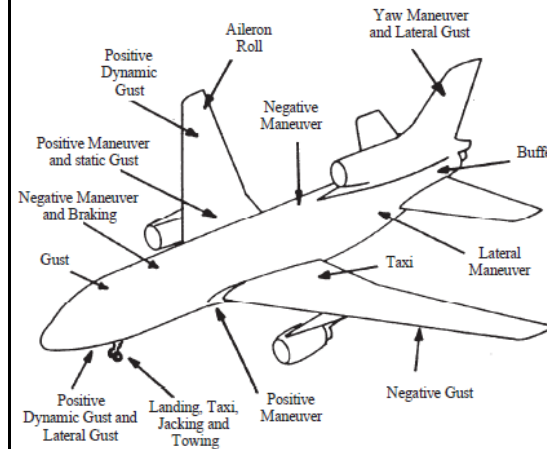 Yaw Maneuver
and Lateral Gust
Aileron
Roll
Positive
Dynamic
Gust
Negative
Maneuver
Positive Maneuver
and static Gust
Buffe
Negative Maneuver
and Braking
Gust
Taxi
Lateral
Maneuver
Negative Gust
Positive
Dynamic Gust and
Lateral Gust
Landing, Taxi,
Jacking and
Towing
Positive
Maneuver